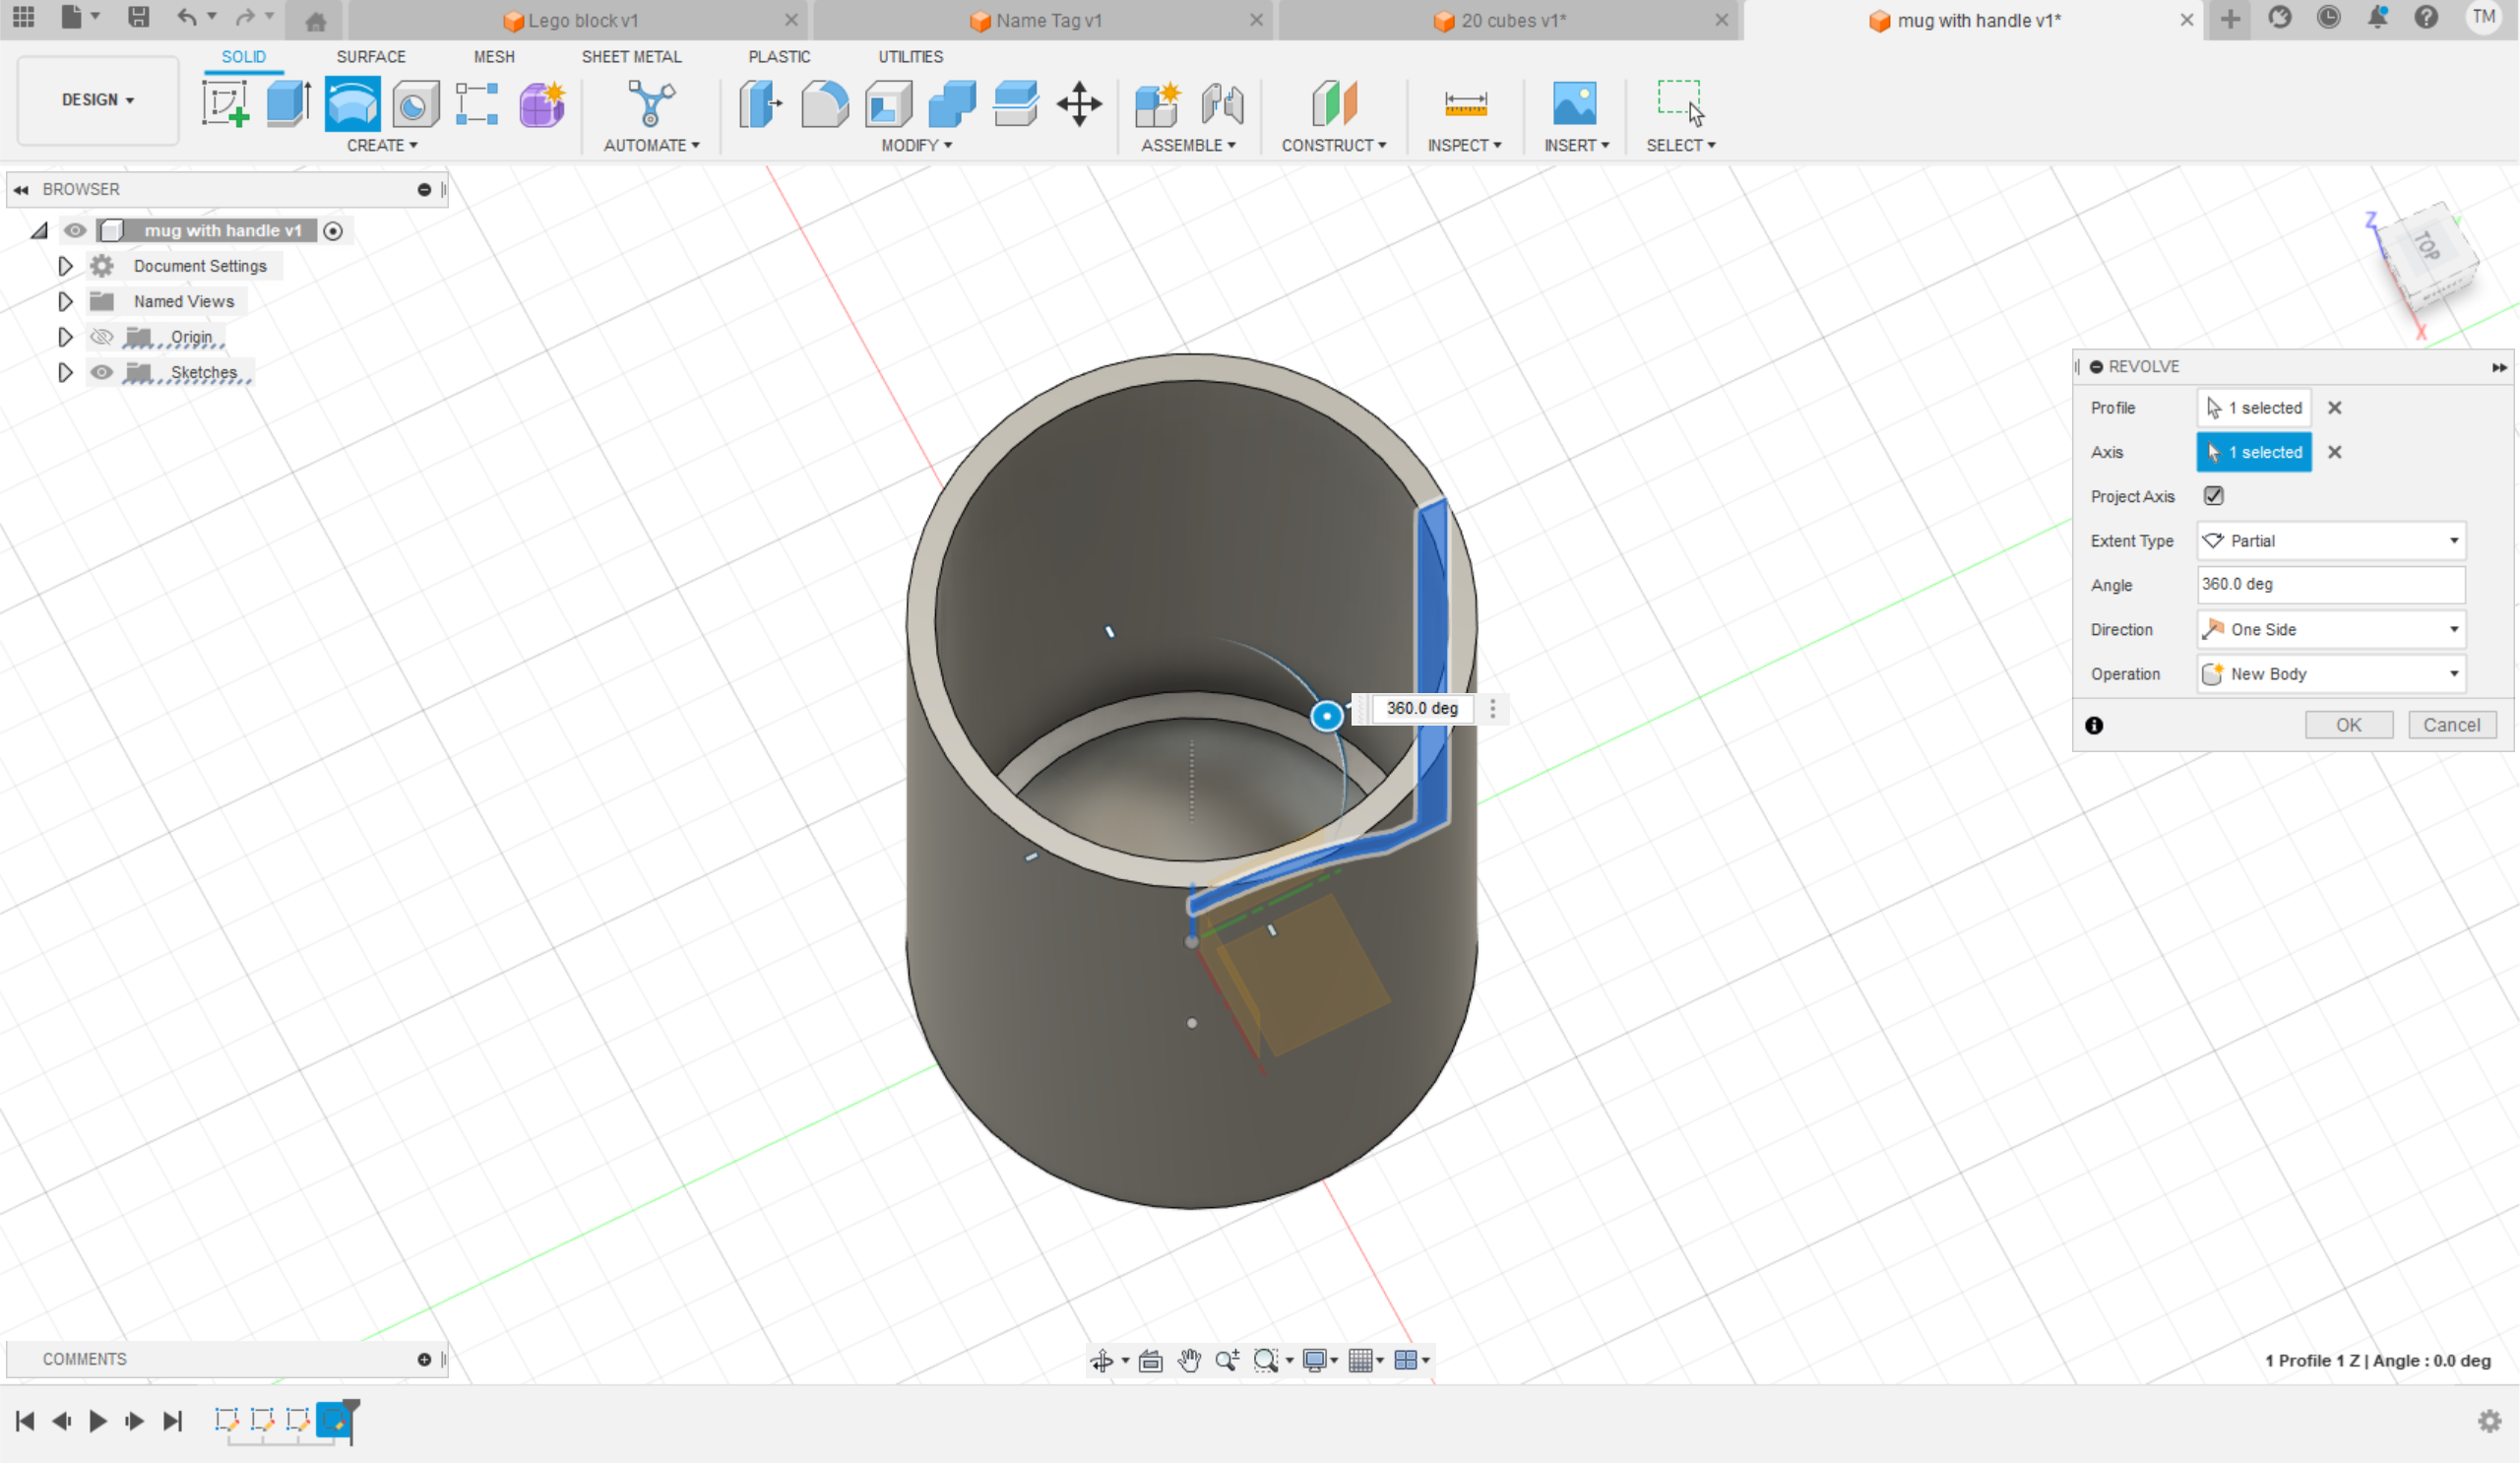 Lego block v1
Name Tag v1
20 cubes v1*
mug with handle v1*
TM
SOLID
SURFACE
MESH
SHEET METAL
PLASTIC
UTILITIES
DESIGN
CREATE
AUTOMATE
MODIFY
ASSEMBLE
CONSTRUCT
INSPECT
INSERT
SELECT
BROWSER
mug with handle v1
Document Settings
Named Views
Origin
Sketches
Z
TOP
X
REVOLVE
Profile
1 selected
Axis
1 selected
Project Axis
Extent Type
Partial
Angle
360.0 deg
Direction
One Side
Operation
New Body
OK
Cancel
360.0 deg
COMMENTS
1 Profile 1 Z | Angle : 0.0 deg